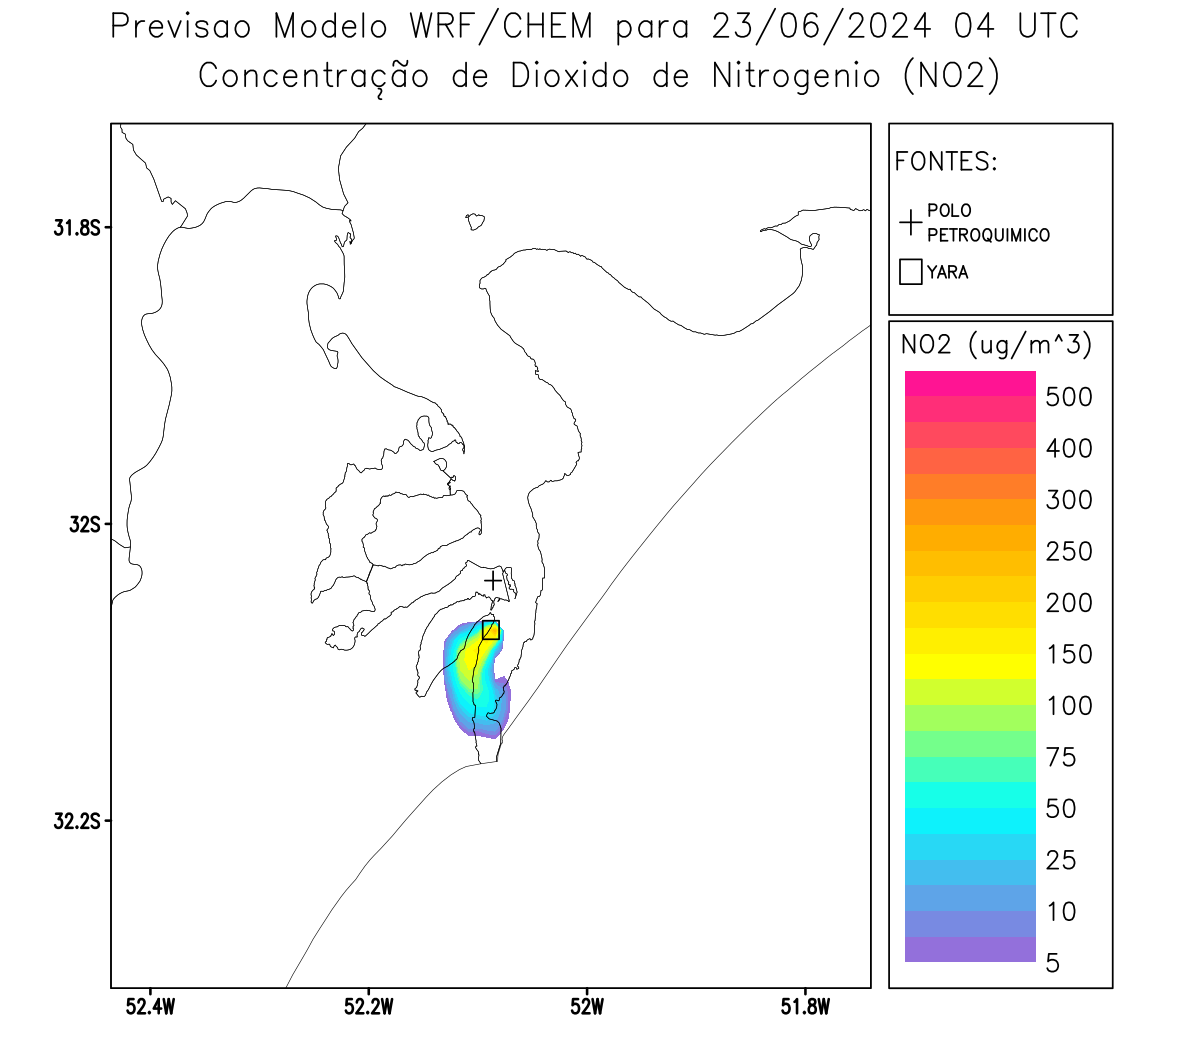 Previsao Modelo WRF/CHEM para 23/06/2024 04 UTC
Concentração de Dioxido de Nitrogenio (NO2)
FONTES:
POLO
PETROQUIMICO
YARA
NO2 (ug/m^3)
500
400
300
250
200
150
100
75
50
25
10
5
31.8S
32S
32.2S
52.4W
52.2W
52W
51.8W